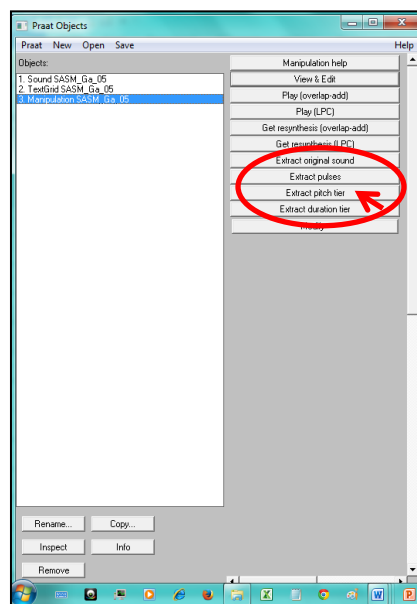 Praat Objects
Praat New Open Save Help
Objects:
1. Sound SASM_Ga_05
2. TextGrid SASM_Ga_05
3. Manipulation SASM_Ga_05
Manipulation help
View & Edit
Play (overlap-add)
Play (LPC)
Get resynthesis (overlap-add)
Get resynthesis (LPC)
Extract original sound
Extract pulses
Extract pitch tier
Extract duration tier
Modify
Rename... Copy...
Inspect Info
Remove